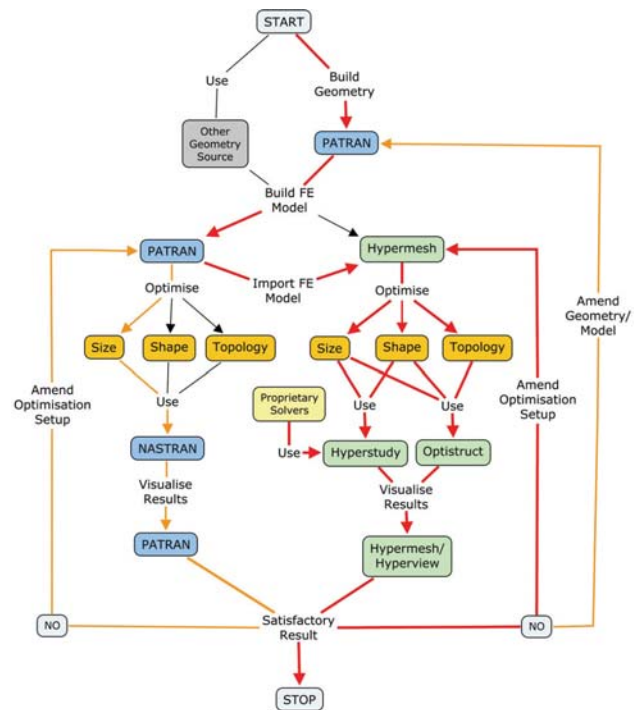 START
Use
Build
Geometry
Other
Geometry
Source
PATRAN
Build FE
Model
PATRAN
Import FE
Model
Hypermesh
Optimise
Optimise
Amend
Geometry/
Model
Size
Shape
Topology
Size
Shape
Topology
Amend
Optimisation
Setup
Use
Proprietary
Solvers
Use
Use
Amend
Optimisation
Setup
NASTRAN
Use
Hyperstudy
Optistruct
Visualise
Results
Visualise
Results
PATRAN
Hypermesh/
Hyperview
NO
Satisfactory
Result
NO
STOP